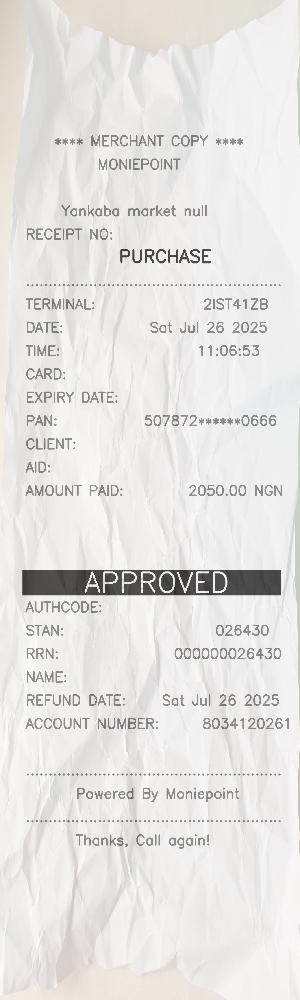 **** MERCHANT COPY ****
MONIEPOINT
Yankaba market null
RECEIPT NO:
PURCHASE
TERMINAL: 2IST41ZB
DATE: Sat Jul 26 2025
TIME: 11:06:53
CARD:
EXPIRY DATE:
PAN: 507872******0666
CLIENT:
AID:
AMOUNT PAID: 2050.00 NGN
APPROVED
AUTHCODE:
STAN: 026430
RRN: 000000026430
NAME:
REFUND DATE: Sat Jul 26 2025
ACCOUNT NUMBER: 8034120261
Powered By Moniepoint
Thanks, Call again!